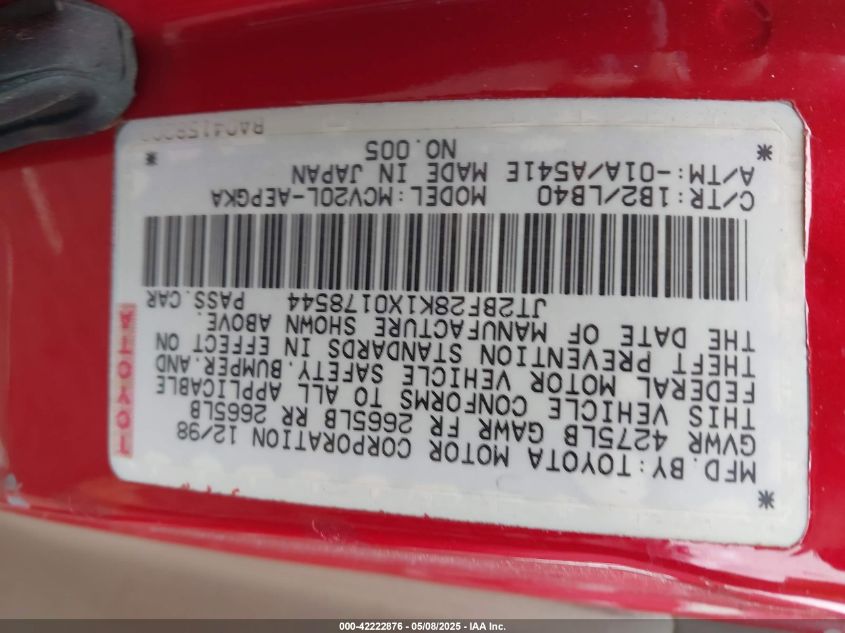 MFD.BY:TOYOTA MOTOR CORPORATION 12/98
GVWR 4275LB GAWR FR 2665LB RR 2665LB
THIS VEHICLE CONFORMS TO ALL APPLICABLE
FEDERAL MOTOR VEHICLE SAFETY.BUMPER.AND
THEFT PREVENTION STANDARDS IN EFFECT ON
THE DATE OF MANUFACTURE SHOWN ABOVE.
JT2BF28K1X0178544 PASS.CAR
TOYOTA
C/TR:1B2/LB40 MODEL:MCV20L-AEPGKA
A/TM:-01A/A541E MADE IN JAPAN
* NO.005 *
000-42222876 - 05/08/2025 - IAA Inc.